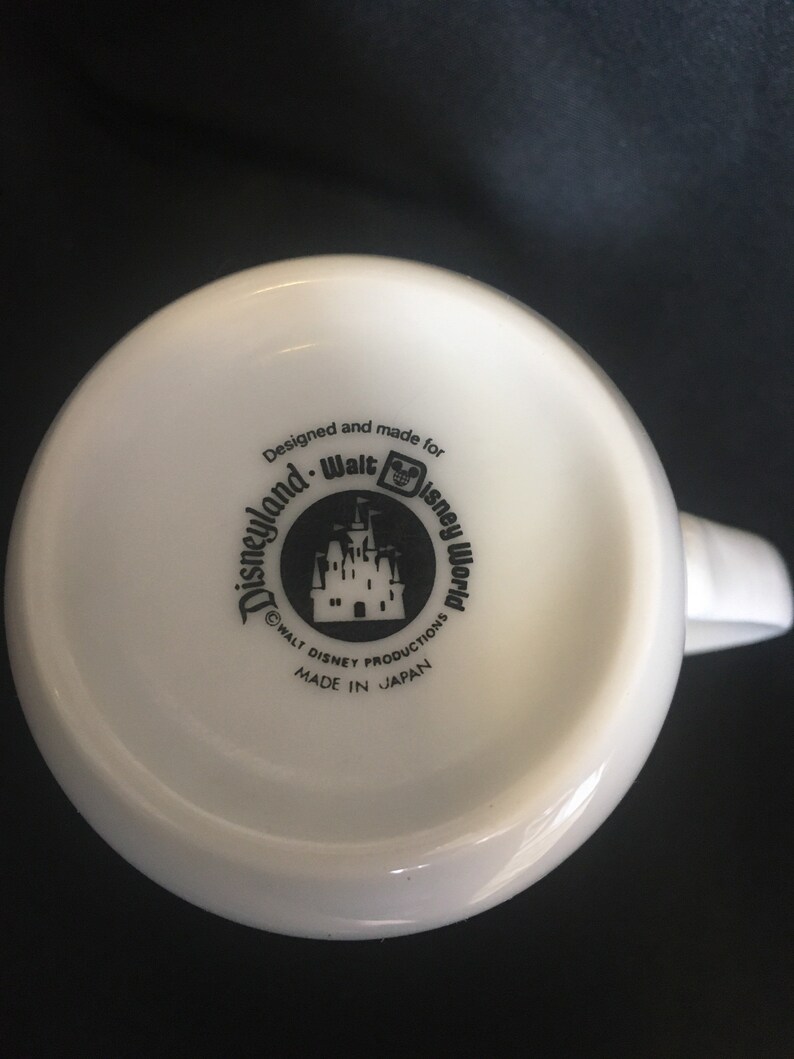 Designed and made for
Disneyland · Walt Disney World
© WALT DISNEY PRODUCTIONS
MADE IN JAPAN